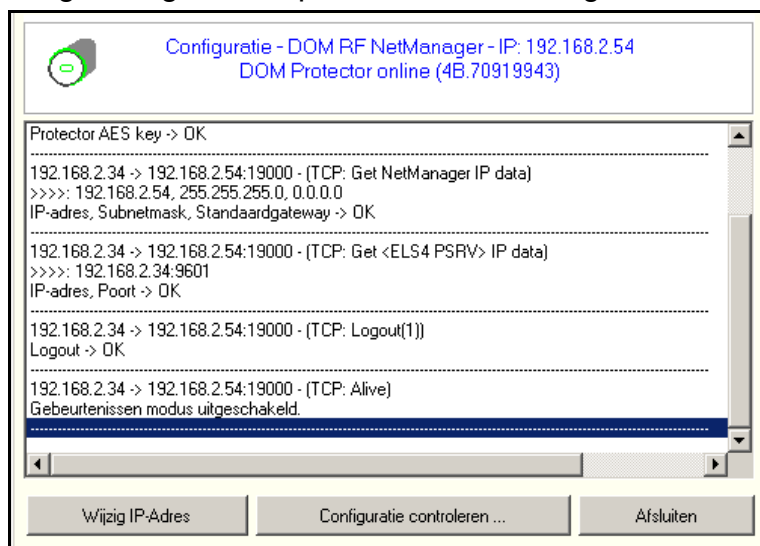 Configuratie - DOM RF NetManager - IP: 192.168.2.54
DOM Protector online (4B.70919943)
Protector AES key -> OK
192.168.2.34 -> 192.168.2.54:19000 - (TCP: Get NetManager IP data)
>>>>: 192.168.2.54, 255.255.255.0, 0.0.0.0
IP-adres, Subnetmask, Standaardgateway -> OK
192.168.2.34 -> 192.168.2.54:19000 - (TCP: Get <ELS4 PSRV> IP data)
>>>>: 192.168.2.34:9601
IP-adres, Poort -> OK
192.168.2.34 -> 192.168.2.54:19000 - (TCP: Logout(1))
Logout -> OK
192.168.2.34 -> 192.168.2.54:19000 - (TCP: Alive)
Gebeurtenissen modus uitgeschakeld.
Wijzig IP-Adres
Configuratie controleren ...
Afsluiten